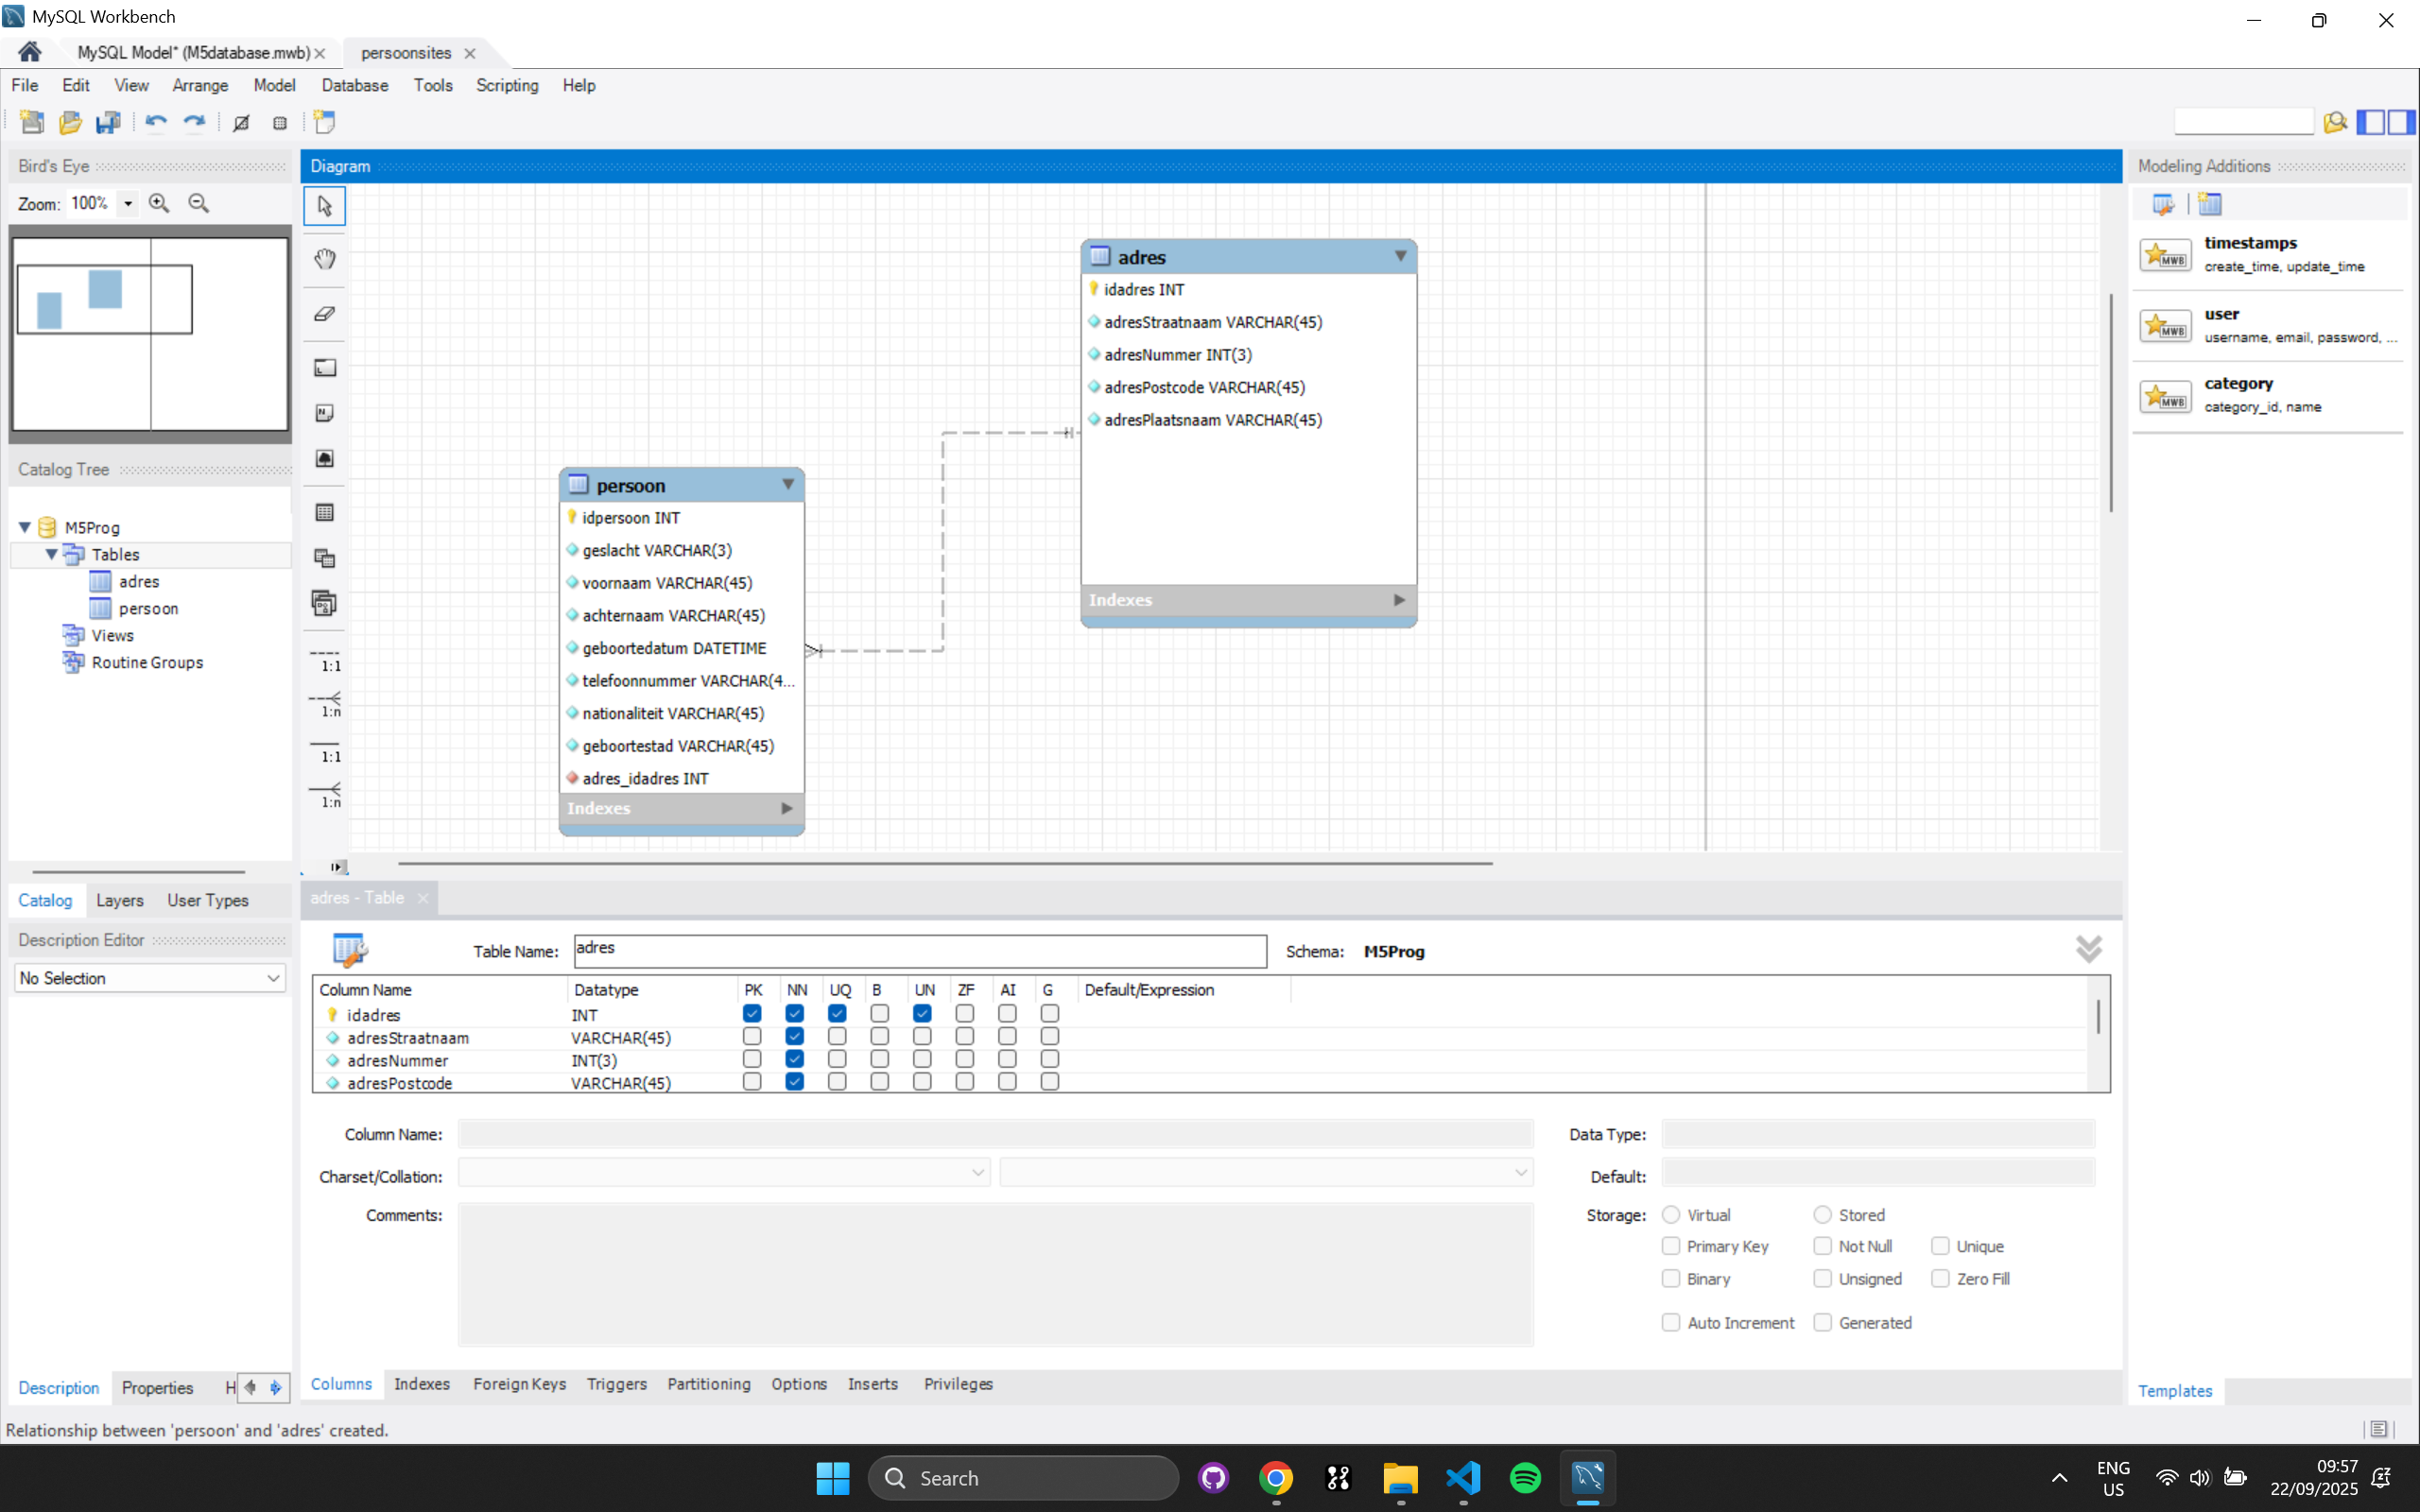 MySQL Workbench
MySQL Model* (M5database.mwb)
persoonsites
File Edit View Arrange Model Database Tools Scripting Help
Bird's Eye
Zoom: 100%
Catalog Tree
M5Prog
Tables
adres
persoon
Views
Routine Groups
Catalog Layers User Types
Description Editor
No Selection
Description Properties H
Diagram
1:1
1:n
1:1
1:n
adres
idadres INT
adresStraatnaam VARCHAR(45)
adresNummer INT(3)
adresPostcode VARCHAR(45)
adresPlaatsnaam VARCHAR(45)
Indexes
persoon
idpersoon INT
geslacht VARCHAR(3)
voornaam VARCHAR(45)
achternaam VARCHAR(45)
geboortedatum DATETIME
telefoonnummer VARCHAR(4...
nationaliteit VARCHAR(45)
geboortestad VARCHAR(45)
adres_idadres INT
Indexes
Modeling Additions
MWB
timestamps
create_time, update_time
MWB
user
username, email, password, ...
MWB
category
category_id, name
Templates
adres - Table
Table Name: adres Schema: M5Prog
Column Name Datatype PK NN UQ B UN ZF AI G Default/Expression
idadres INT
adresStraatnaam VARCHAR(45)
adresNummer INT(3)
adresPostcode VARCHAR(45)
Column Name: Data Type:
Charset/Collation: Default:
Comments: Storage: Virtual Stored
Primary Key Not Null Unique
Binary Unsigned Zero Fill
Auto Increment Generated
Columns Indexes Foreign Keys Triggers Partitioning Options Inserts Privileges
Relationship between 'persoon' and 'adres' created.
Search
ENG
US
09:57
22/09/2025